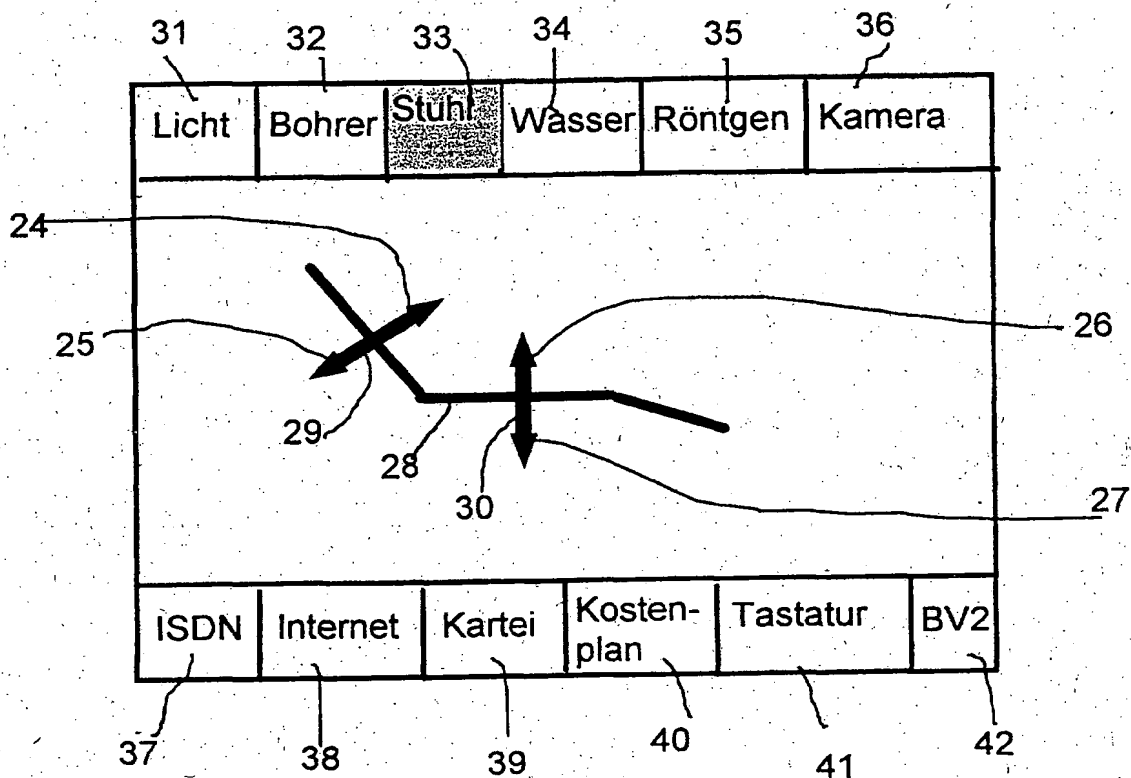 31 32 33 34 35 36
Licht Bohrer Stuhl Wasser Röntgen Kamera
24
25
26
29
28
30
27
ISDN Internet Kartei Kosten-
plan Tastatur BV2
37 38 39 40 41 42